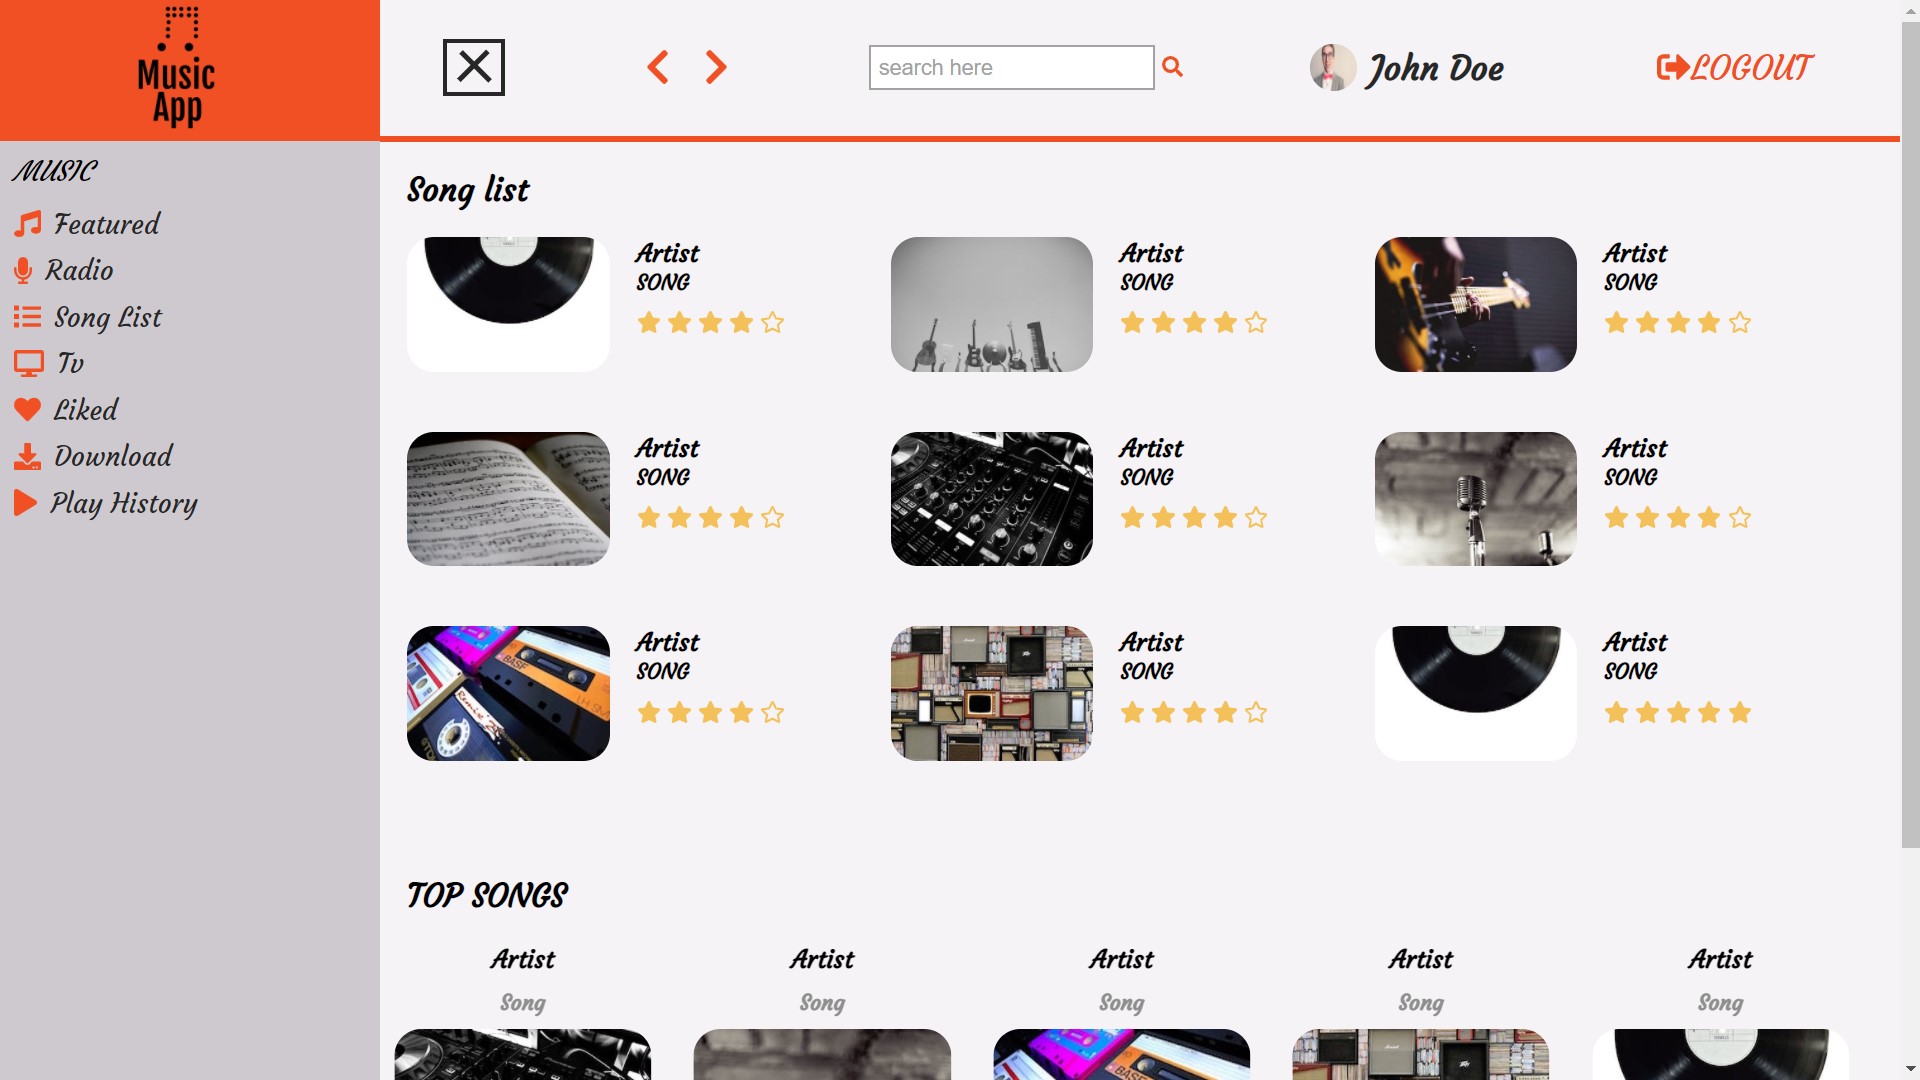 Music
App
search here
John Doe
LOGOUT
MUSIC
Featured
Radio
Song List
Tv
Liked
Download
Play History
Song list
Artist
SONG
Artist
SONG
Artist
SONG
Artist
SONG
Artist
SONG
Artist
SONG
BASF
Artist
SONG
Artist
SONG
Artist
SONG
TOP SONGS
Artist
Song
Artist
Song
Artist
Song
Artist
Song
Artist
Song